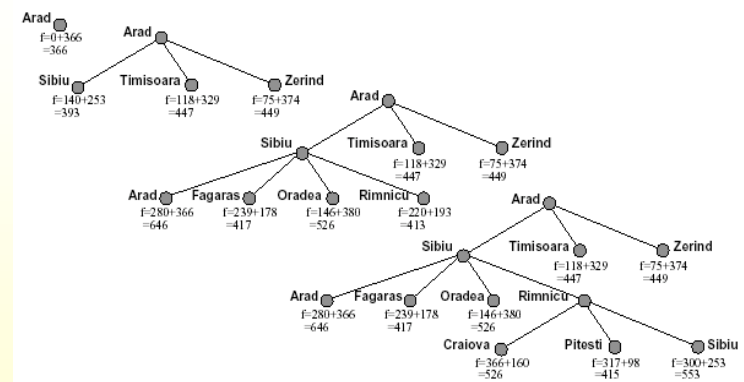 Arad
f=0+366
=366
Arad
Sibiu
f=140+253
=393
Timisoara
f=118+329
=447
Zerind
f=75+374
=449
Arad
Sibiu
Timisoara
f=118+329
=447
Zerind
f=75+374
=449
Arad
f=280+366
=646
Fagaras
f=239+178
=417
Oradea
f=146+380
=526
Rimnicu
f=220+193
=413
Arad
Sibiu
Timisoara
f=118+329
=447
Zerind
f=75+374
=449
Arad
f=280+366
=646
Fagaras
f=239+178
=417
Oradea
f=146+380
=526
Rimnicu
Craiova
f=366+160
=526
Pitesti
f=317+98
=415
Sibiu
f=300+253
=553